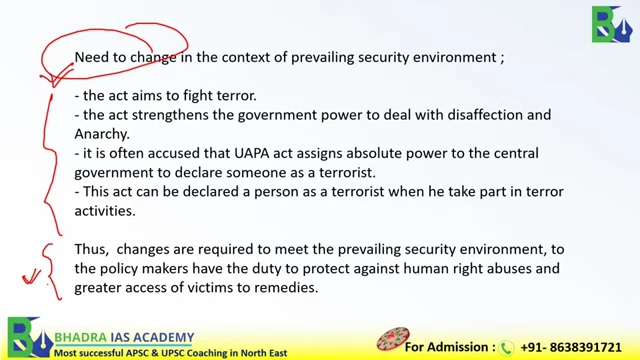 Need to change in the context of prevailing security environment ;
- the act aims to fight terror.
- the act strengthens the government power to deal with disaffection and
Anarchy.
- it is often accused that UAPA act assigns absolute power to the central
government to declare someone as a terrorist.
- This act can be declared a person as a terrorist when he take part in terror
activities.
Thus, changes are required to meet the prevailing security environment, to
the policy makers have the duty to protect against human right abuses and
greater access of victims to remedies.
BHADRA IAS ACADEMY
Most successful APSC & UPSC Coaching in North East
For Admission : +91- 8638391721